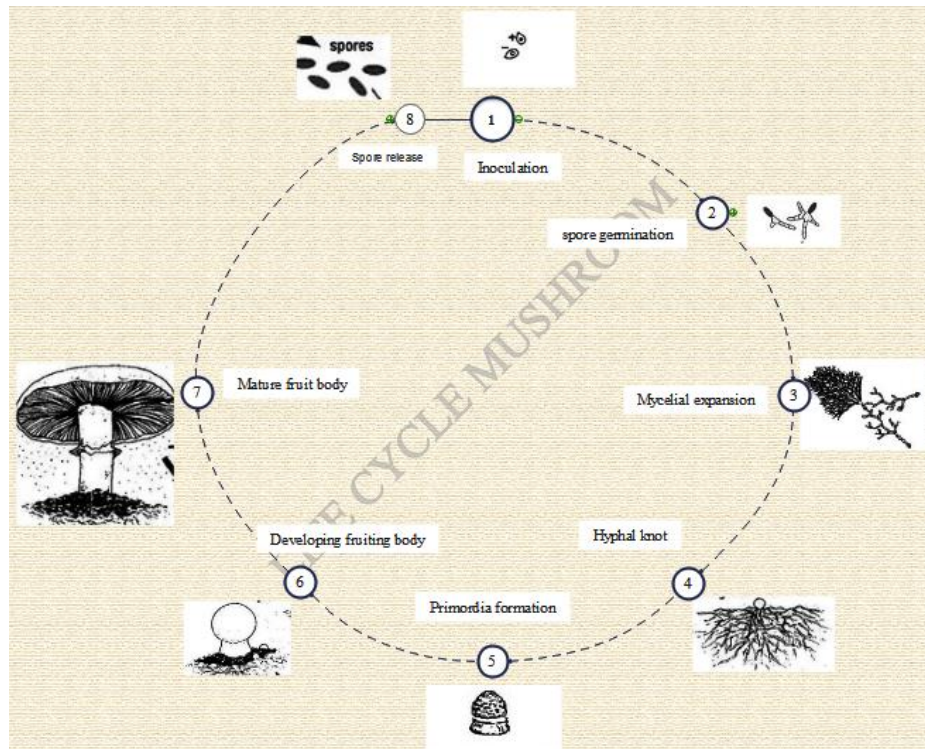 spores
8
1
Spore release
Inoculation
2
spore germination
LIFE CYCLE MUSHROOM
7
Mature fruit body
Mycelial expansion
3
Developing fruiting body
Hyphal knot
6
4
Primordia formation
5